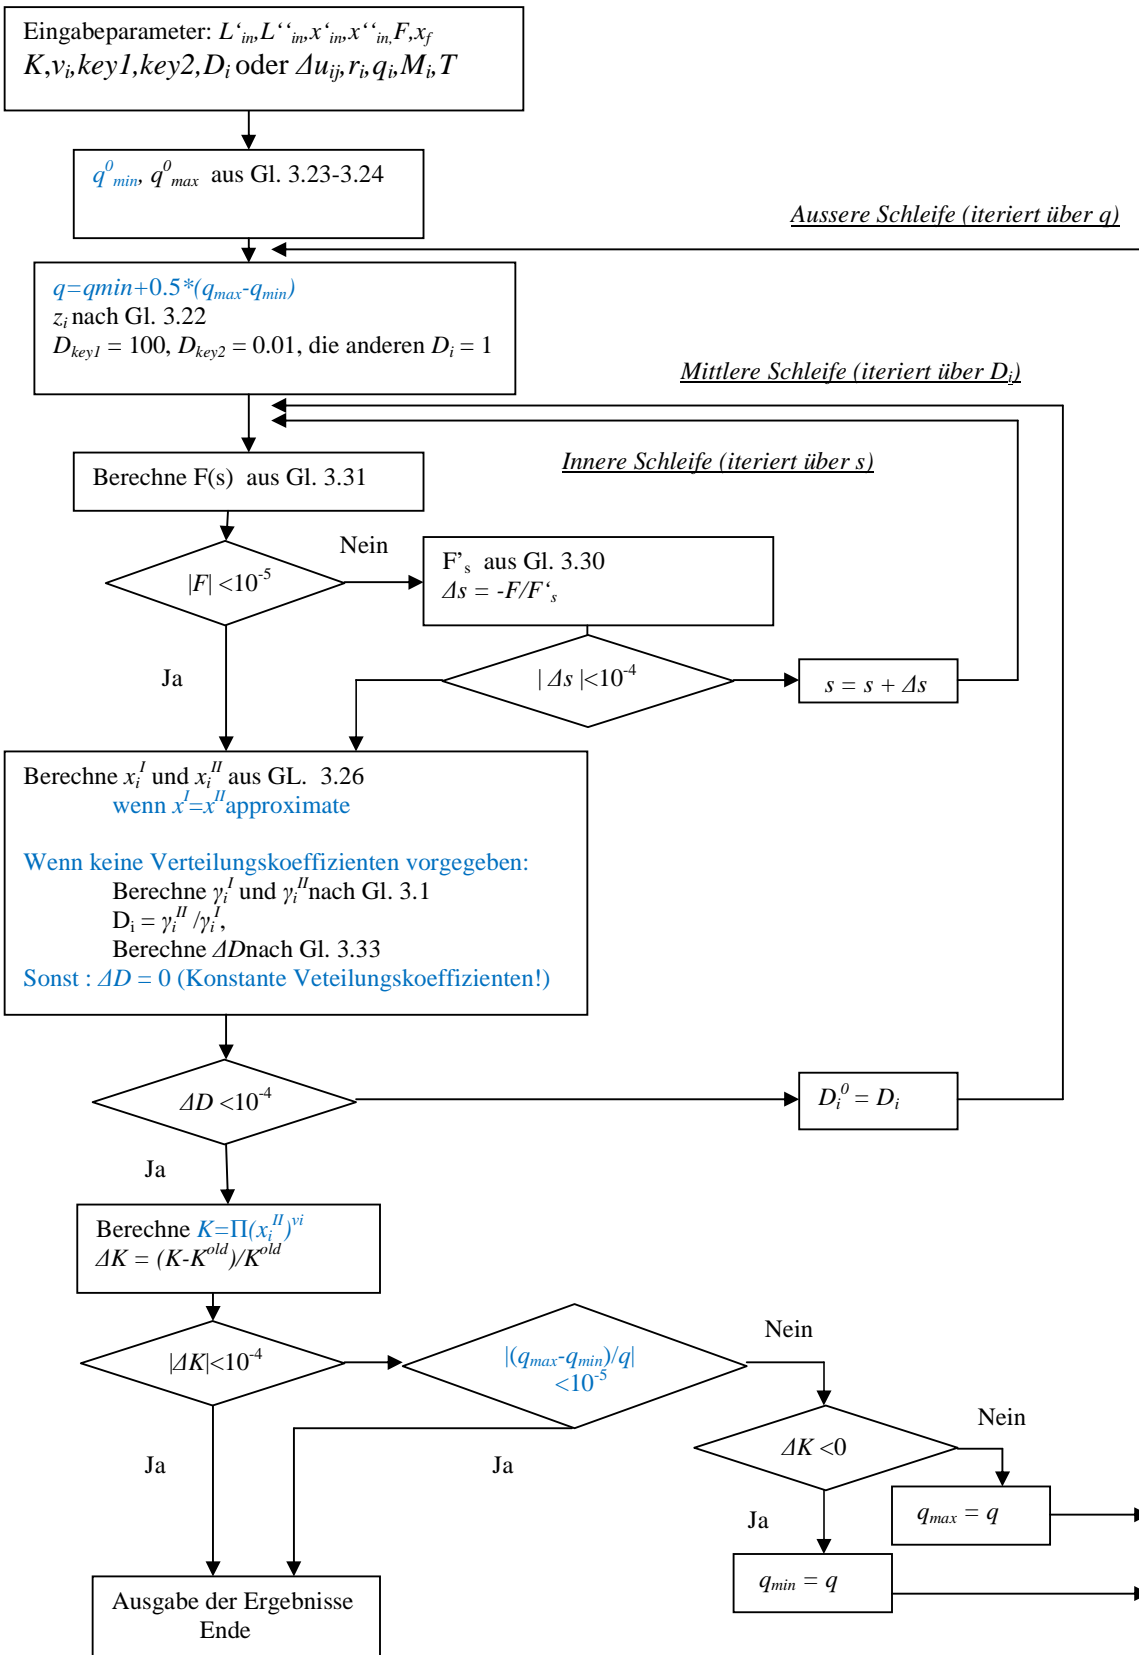 Eingabeparameter: L‘in,L‘‘in,x‘in,x‘‘in,F,xf
K,vi,key1,key2,Di oder Δuij,ri,qi,Mi,T
q0min, q0max aus Gl. 3.23-3.24
Aussere Schleife (iteriert über q)
q=qmin+0.5*(qmax-qmin)
zi nach Gl. 3.22
Dkey1 = 100, Dkey2 = 0.01, die anderen Di = 1
Mittlere Schleife (iteriert über Di)
Innere Schleife (iteriert über s)
Berechne F(s) aus Gl. 3.31
Nein
|F| <10-5
F’s aus Gl. 3.30
Δs = -F/F‘s
Ja
| Δs |<10-4
s = s + Δs
Berechne xiI und xiII aus GL. 3.26
wenn xI=xII approximate
Wenn keine Verteilungskoeffizienten vorgegeben:
Berechne γiI und γiII nach Gl. 3.1
Di = γiII /γiI,
Berechne ΔDnach Gl. 3.33
Sonst : ΔD = 0 (Konstante Veteilungskoeffizienten!)
ΔD <10-4
Di0 = Di
Ja
Berechne K=Π(xiII)vi
ΔK = (K-Kold)/Kold
|ΔK|<10-4
|(qmax-qmin)/q|
<10-5
Nein
ΔK <0
Nein
Ja
Ja
qmax = q
Ja
qmin = q
Ausgabe der Ergebnisse
Ende